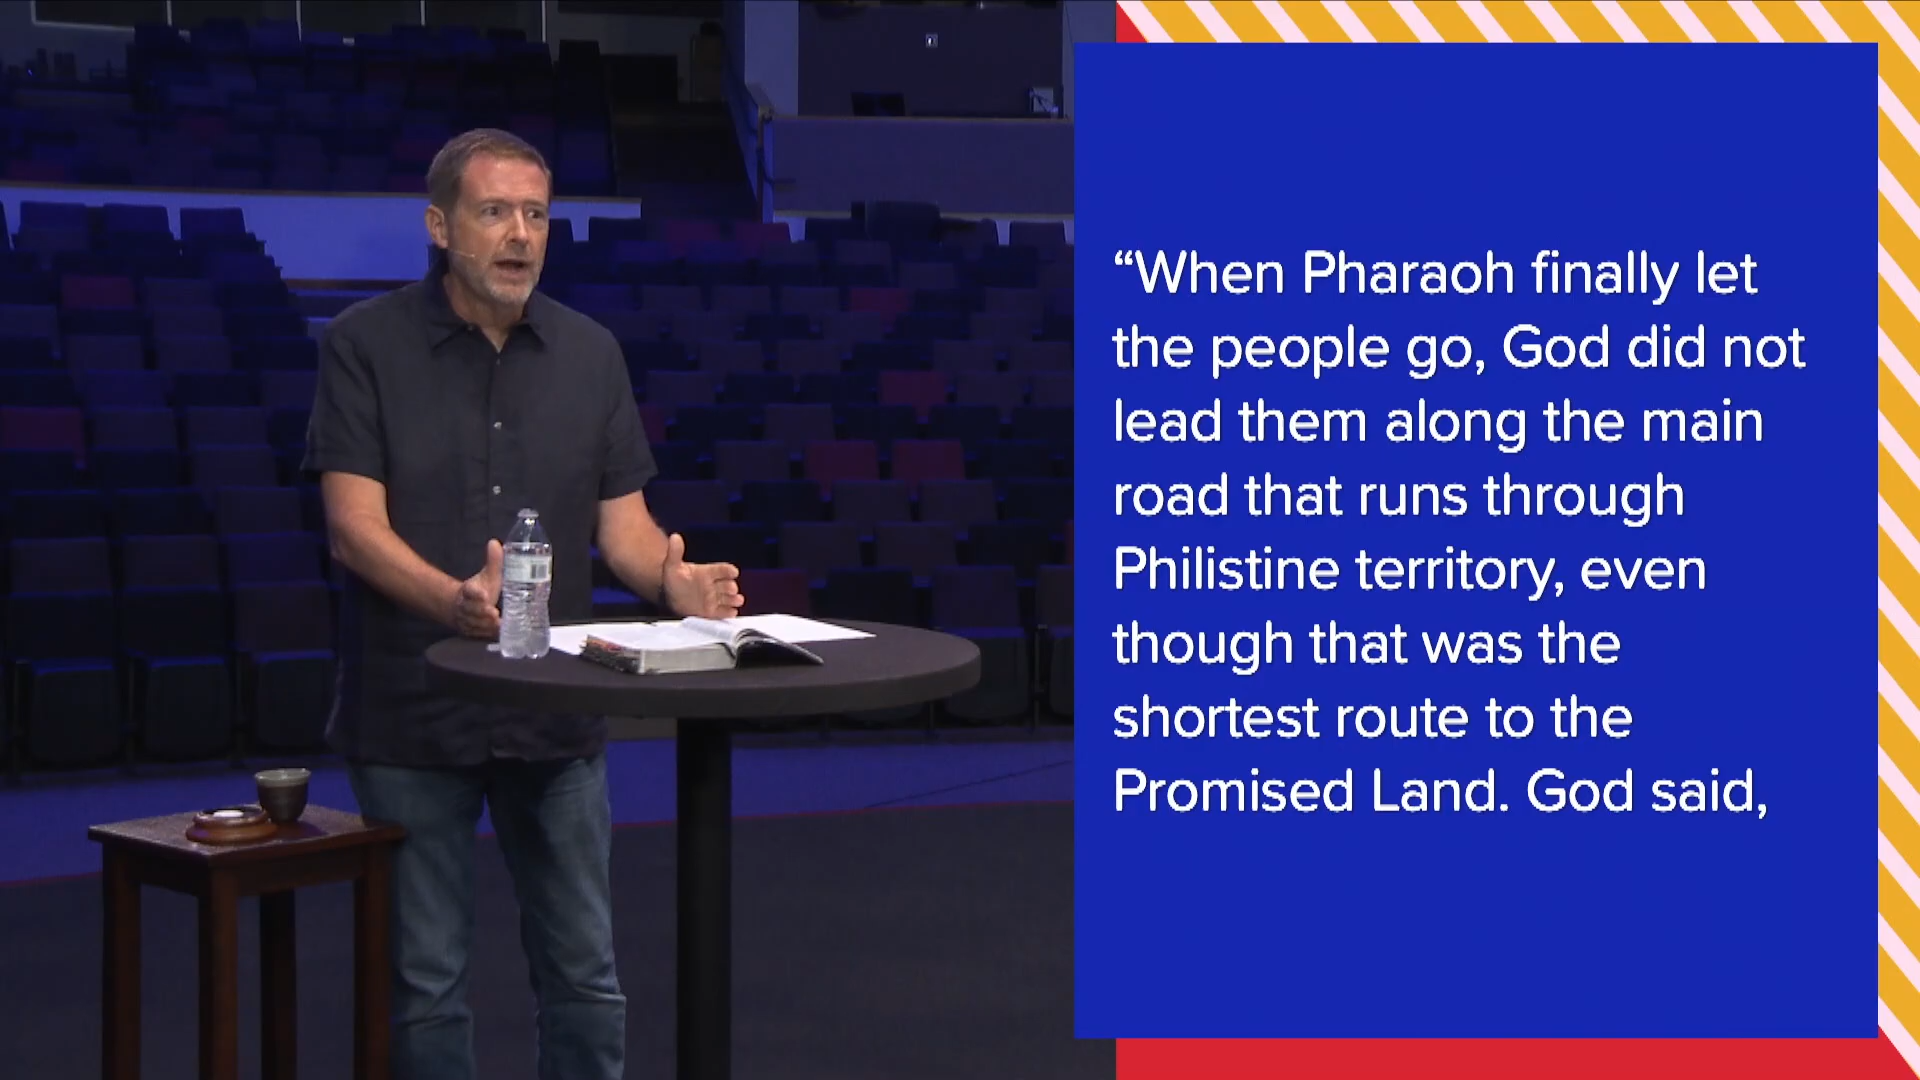 “When Pharaoh finally let
the people go, God did not
lead them along the main
road that runs through
Philistine territory, even
though that was the
shortest route to the
Promised Land. God said,